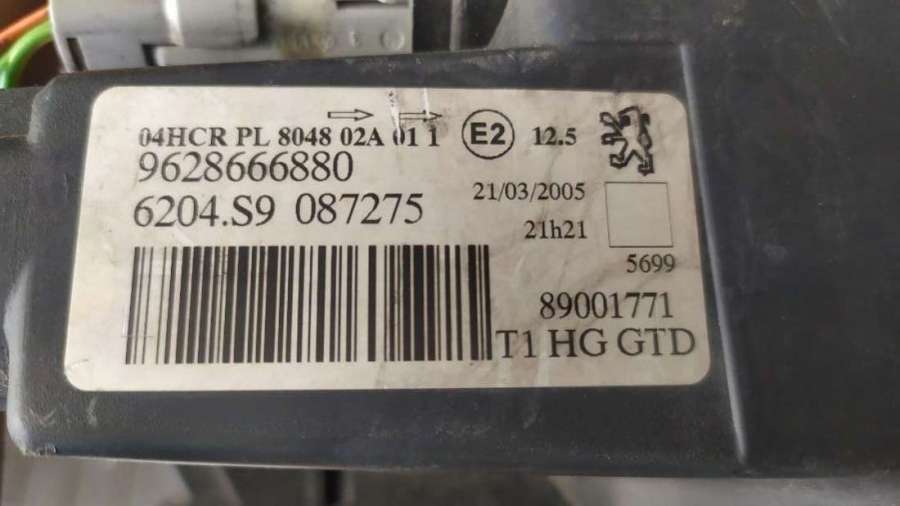 04HCR PL 8048 02A 01 1 E2 12.5
9628666880
21/03/2005
6204.S9 087275
21h21
5699
89001771
T1 HG GTD